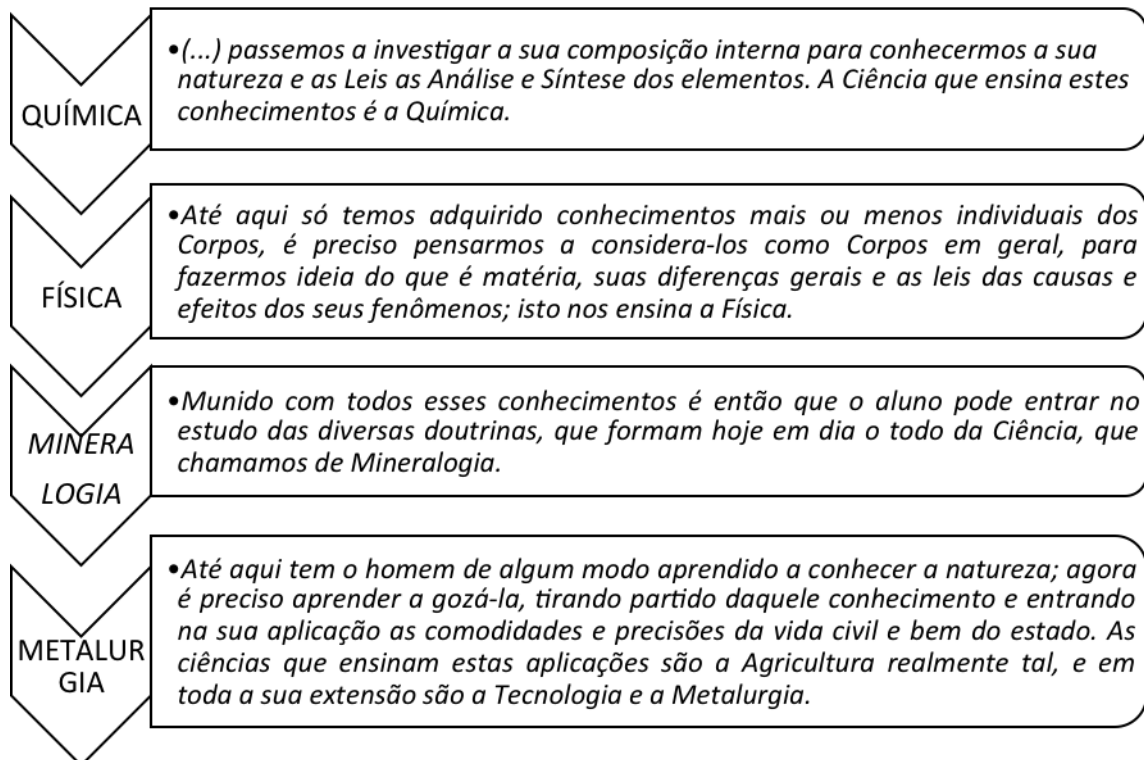 QUÍMICA
•(...) passemos a investigar a sua composição interna para conhecermos a sua
natureza e as Leis as Análise e Síntese dos elementos. A Ciência que ensina estes
conhecimentos é a Química.
FÍSICA
•Até aqui só temos adquirido conhecimentos mais ou menos individuais dos
Corpos, é preciso pensarmos a considera-los como Corpos em geral, para
fazermos ideia do que é matéria, suas diferenças gerais e as leis das causas e
efeitos dos seus fenômenos; isto nos ensina a Física.
MINERA
LOGIA
•Munido com todos esses conhecimentos é então que o aluno pode entrar no
estudo das diversas doutrinas, que formam hoje em dia o todo da Ciência, que
chamamos de Mineralogia.
METALUR
GIA
•Até aqui tem o homem de algum modo aprendido a conhecer a natureza; agora
é preciso aprender a gozá-la, tirando partido daquele conhecimento e entrando
na sua aplicação as comodidades e precisões da vida civil e bem do estado. As
ciências que ensinam estas aplicações são a Agricultura realmente tal, e em
toda a sua extensão são a Tecnologia e a Metalurgia.